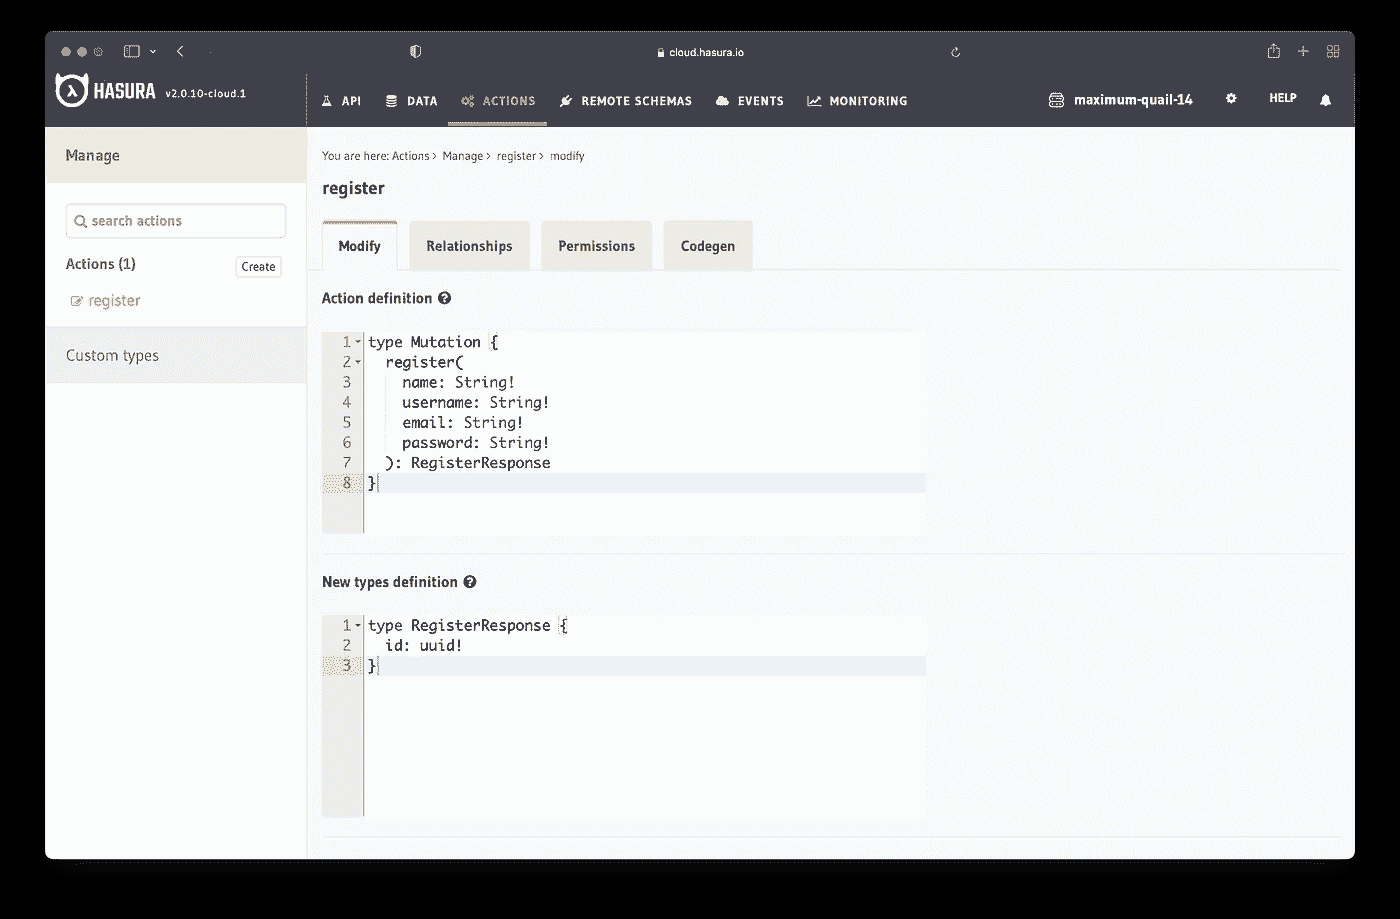 cloud.hasura.io
HASURA v2.0.10-cloud.1
API DATA ACTIONS REMOTE SCHEMAS EVENTS MONITORING
maximum-quail-14 HELP
Manage
search actions
Actions (1) Create
register
Custom types
You are here: Actions > Manage > register > modify
register
Modify Relationships Permissions Codegen
Action definition ?
1 type Mutation {
2 register(
3 name: String!
4 username: String!
5 email: String!
6 password: String!
7 ): RegisterResponse
8 }
New types definition ?
1 type RegisterResponse {
2 id: uuid!
3 }